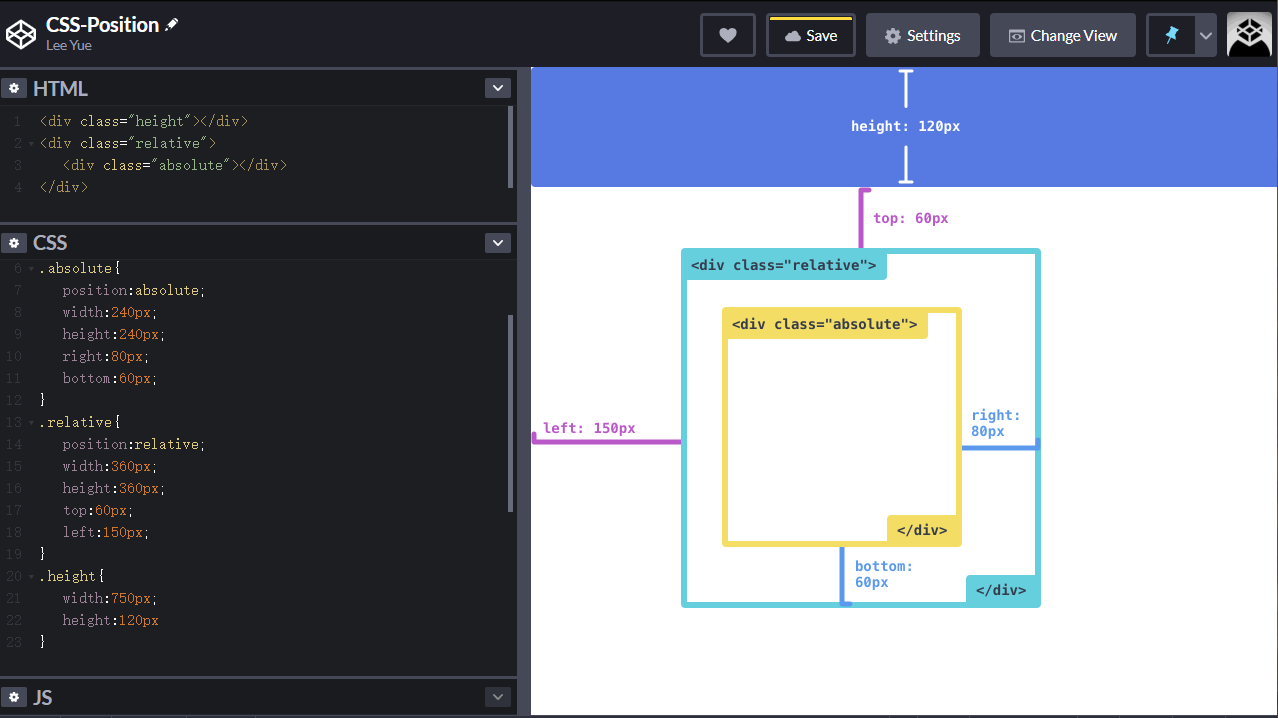 CSS-Position
Lee Yue
Save
Settings
Change View
HTML
1 <div class="height"></div>
2 <div class="relative">
3 <div class="absolute"></div>
4 </div>
CSS
6 .absolute{
7 position:absolute;
8 width:240px;
9 height:240px;
10 right:80px;
11 bottom:60px;
12 }
13 .relative{
14 position:relative;
15 width:360px;
16 height:360px;
17 top:60px;
18 left:150px;
19 }
20 .height{
21 width:750px;
22 height:120px
23 }
JS
height: 120px
top: 60px
<div class="relative">
<div class="absolute">
right:
80px
left: 150px
</div>
bottom:
60px
</div>